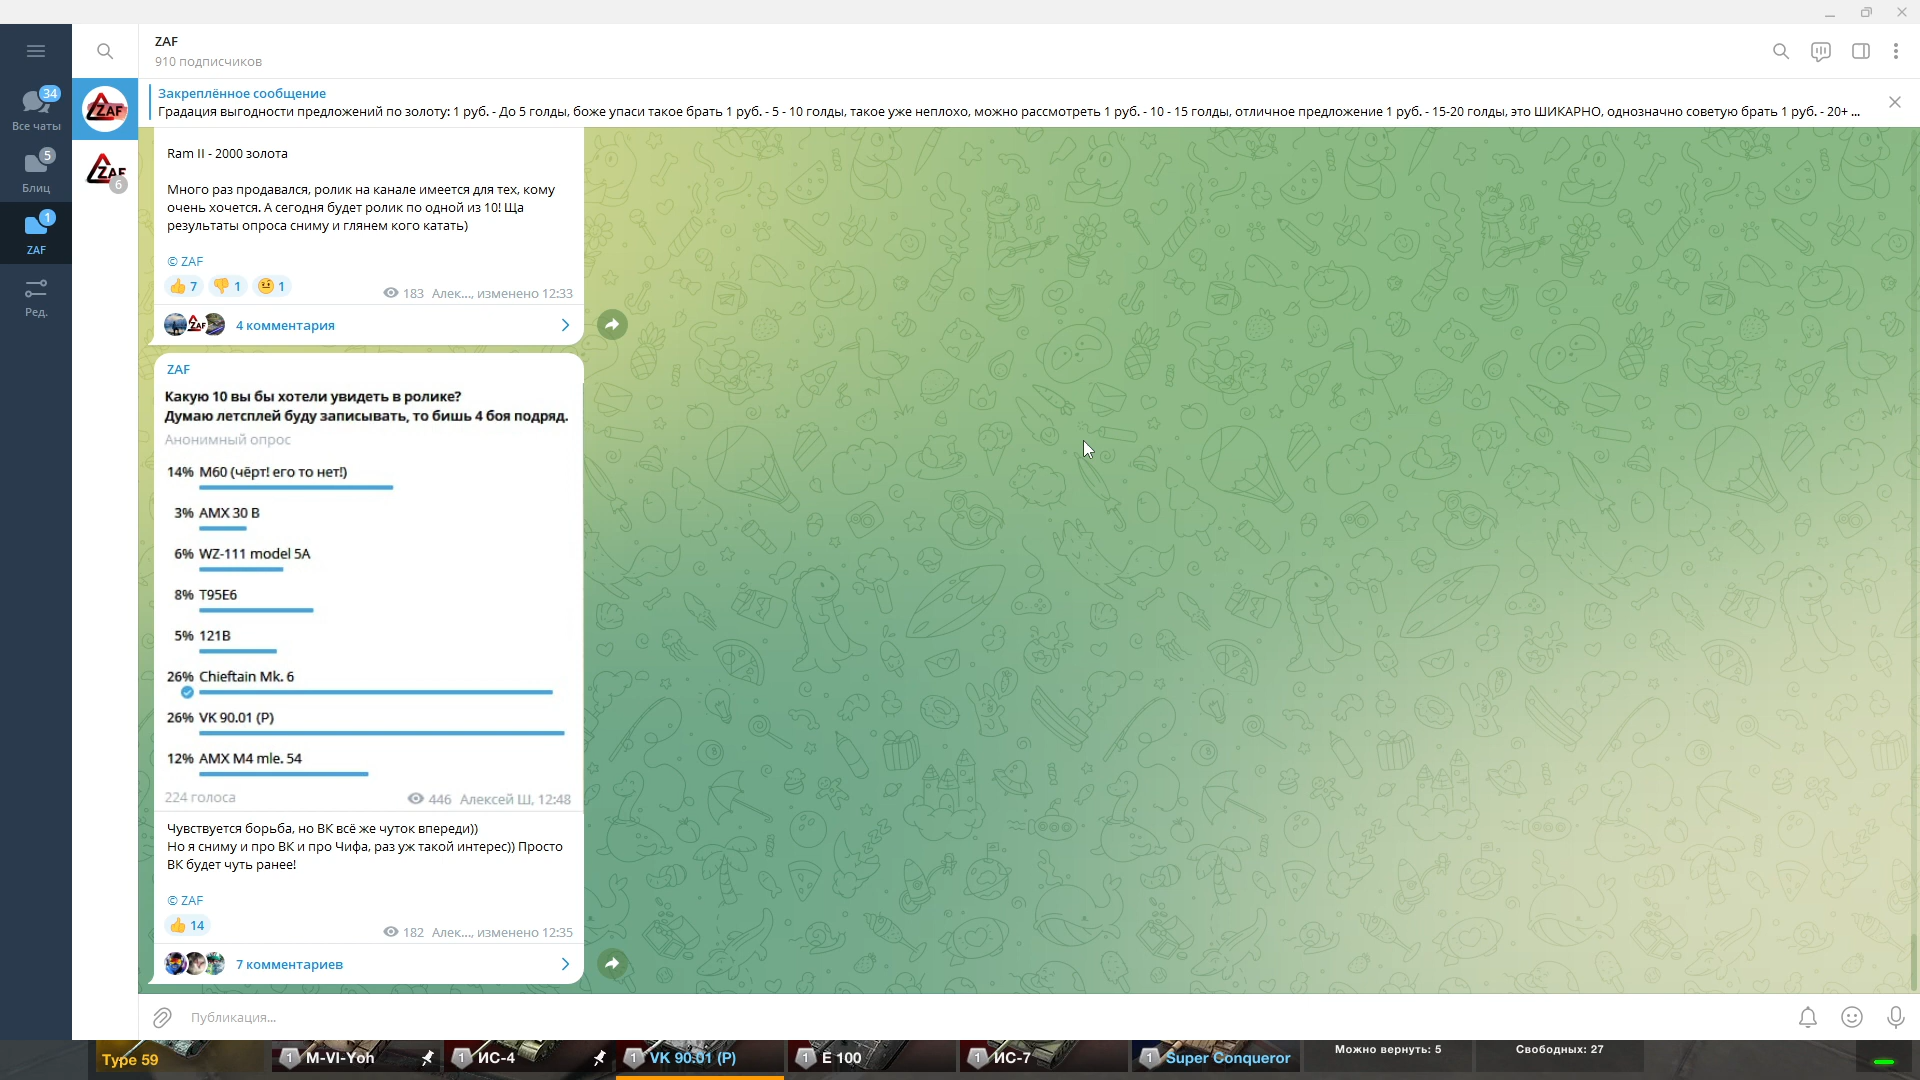 ZAF
910 подписчиков
Закреплённое сообщение
Градация выгодности предложений по золоту: 1 руб. - До 5 голды, боже упаси такое брать 1 руб. - 5 - 10 голды, такое уже неплохо, можно рассмотреть 1 руб. - 10 - 15 голды, отличное предложение 1 руб. - 15-20 голды, это ШИКАРНО, однозначно советую брать 1 руб. - 20+ ...
34
Все чаты
5
Блиц
1
ZAF
Ред.
ZAF
ZAF
6
Ram II - 2000 золота
Много раз продавался, ролик на канале имеется для тех, кому
очень хочется. А сегодня будет ролик по одной из 10! Ща
результаты опроса сниму и глянем кого катать)
© ZAF
7 1 1
183 Алек..., изменено 12:33
ZAF
4 комментария
ZAF
Какую 10 вы бы хотели увидеть в ролике?
Думаю летсплей буду записывать, то бишь 4 боя подряд.
Анонимный опрос
14% M60 (чёрт! его то нет!)
3% AMX 30 B
6% WZ-111 model 5A
8% T95E6
5% 121B
26% Chieftain Mk. 6
26% VK 90.01 (P)
12% AMX M4 mle. 54
224 голоса
446 Алексей Ш, 12:48
Чувствуется борьба, но ВК всё же чуток впереди))
Но я сниму и про ВК и про Чифа, раз уж такой интерес)) Просто
ВК будет чуть ранее!
© ZAF
14
182 Алек..., изменено 12:35
7 комментариев
Публикация...
Type 59
1 M-VI-Yoh
1 ИС-4
1 VK 90.01 (P)
1 E 100
1 ИС-7
1 Super Conqueror
Можно вернуть: 5
Свободных: 27